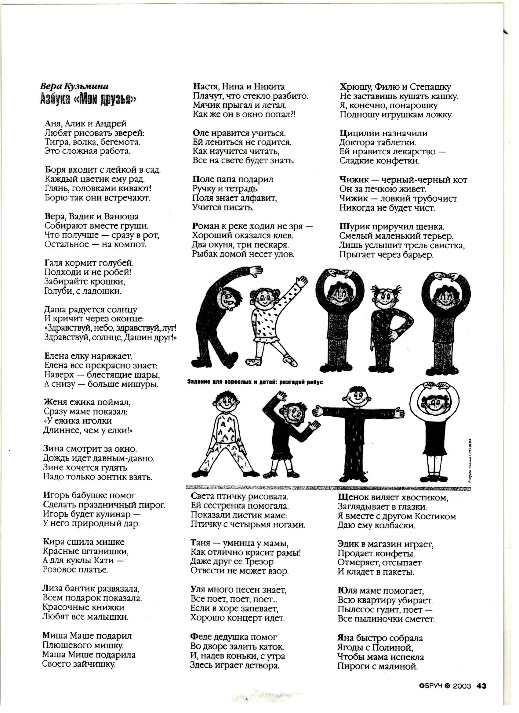 Вера Кузьмина
Азбука «Мои друзья»
Аня, Алик и Андрей
Любят рисовать зверей:
Тигра, волка, бегемота.
Это сложная работа.
Боря входит с лейкой в сад.
Каждый цветик ему рад.
Глянь, головками кивают!
Борю так они встречают.
Вера, Вадик и Ванюша
Собирают вместе груши.
Что получше — сразу в рот,
Остальное — на компот.
Галя кормит голубей.
Подходи и не робей!
Забирайте крошки,
Голуби, с ладошки.
Даша радуется солнцу
И кричит через оконце:
«Здравствуй, небо, здравствуй, луг!
Здравствуй, солнце, Дашин друг!»
Елена елку наряжает.
Елена все прекрасно знает:
Наверх — блестящие шары,
А снизу — больше мишуры.
Женя ежика поймал,
Сразу маме показал:
«У ежика иголки
Длиннее, чем у елки!»
Зина смотрит за окно.
Дождь идет давным-давно.
Зине хочется гулять.
Надо только зонтик взять.
Игорь бабушке помог
Сделать праздничный пирог.
Игорь будет кулинар —
У него природный дар.
Кира сшила мишке
Красные штанишки,
А для куклы Кати —
Розовое платье.
Лиза бантик развязала,
Всем подарок показала.
Красочные книжки
Любят все малышки.
Миша Маше подарил
Плюшевого мишку.
Маша Мише подарила
Своего зайчишку.
Настя, Нина и Никита
Плачут, что стекло разбито.
Мячик прыгал и летал.
Как же он в окно попал?!
Оле нравится учиться.
Ей лениться не годится.
Как научится читать,
Все на свете будет знать.
Поле папа подарил
Ручку и тетрадь.
Поля знает алфавит,
Учится писать.
Роман к реке ходил не зря —
Хороший оказался клев.
Два окуня, три пескаря.
Рыбак домой несет улов.
Задание для взрослых и детей: разгадай ребус
Света птичку рисовала.
Ей сестренка помогала.
Показали листик маме:
Птичку с четырьмя ногами.
Таня — умница у мамы,
Как отлично красит рамы!
Даже друг ее Трезор
Отвести не может взор.
Уля много песен знает,
Все поет, поет, поет...
Если в хоре запевает,
Хорошо концерт идет.
Феде дедушка помог
Во дворе залить каток.
И, надев коньки, с утра
Здесь играет детвора.
Хрюшу, Филю и Степашку
Не заставишь кушать кашку.
Я, конечно, понарошку
Подношу игрушкам ложку.
Цицилии назначили
Доктора таблетки.
Ей нравится лекарство —
Сладкие конфетки.
Чижик — черный-черный кот.
Он за печкою живет.
Чижик — ловкий трубочист.
Никогда не будет чист.
Шурик приручил щенка.
Смелый маленький терьер.
Лишь услышит трель свистка,
Прыгает через барьер.
Щенок виляет хвостиком,
Заглядывает в глазки.
Я вместе с другом Костиком
Даю ему колбаски.
Эдик в магазин играет,
Продает конфеты.
Отмеряет, отсыпает
И кладет в пакеты.
Юля маме помогает,
Всю квартиру убирает.
Пылесос гудит, поет —
Все пылиночки сметет.
Яна быстро собрала
Ягоды с Полиной,
Чтобы мама испекла
Пироги с малиной.
ОБРУЧ 2003 43